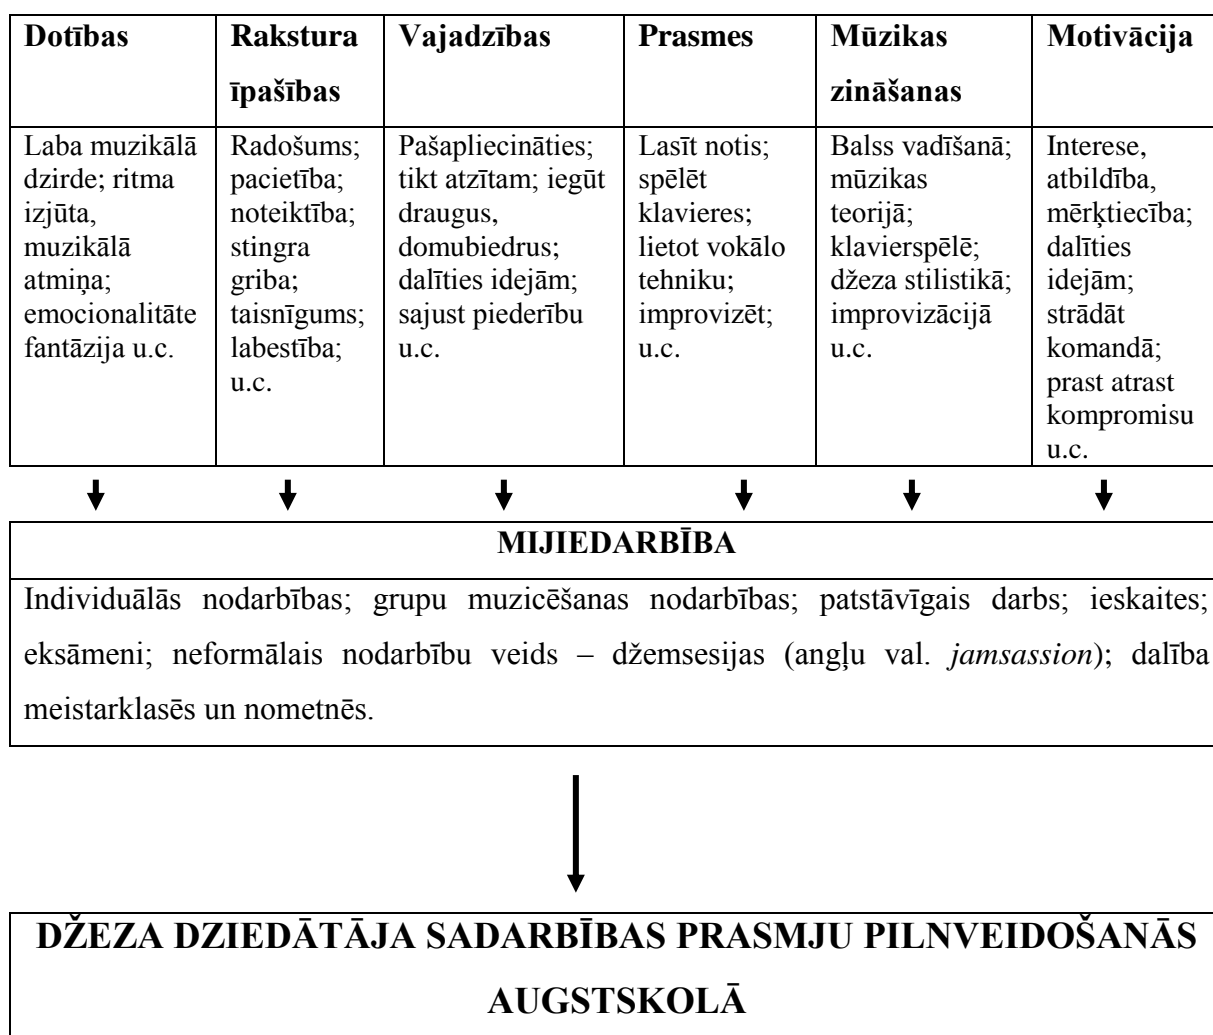 Dotības
Rakstura
īpašības
Vajadzības
Prasmes
Mūzikas
zināšanas
Motivācija
Laba muzikālā
dzirde; ritma
izjūta,
muzikālā
atmiņa;
emocionalitāte
fantāzija u.c.
Radošums;
pacietība;
noteiktība;
stingra
griba;
taisnīgums;
labestība;
u.c.
Pašapliecināties;
tikt atzītam; iegūt
draugus,
domubiedrus;
dalīties idejām;
sajust piederību
u.c.
Lasīt notis;
spēlēt
klavieres;
lietot vokālo
tehniku;
improvizēt;
u.c.
Balss vadīšanā;
mūzikas
teorijā;
klavierspēlē;
džeza stilistikā;
improvizācijā
u.c.
Interese,
atbildība,
mērķtiecība;
dalīties
idejām;
strādāt
komandā;
prast atrast
kompromisu
u.c.
MIJIEDARBĪBA
Individuālās nodarbības; grupu muzicēšanas nodarbības; patstāvīgais darbs; ieskaites;
eksāmeni; neformālais nodarbību veids – džemsesijas (angļu val. jamsassion); dalība
meistarklasēs un nometnēs.
DŽEZA DZIEDĀTĀJA SADARBĪBAS PRASMJU PILNVEIDOŠANĀS
AUGSTSKOLĀ